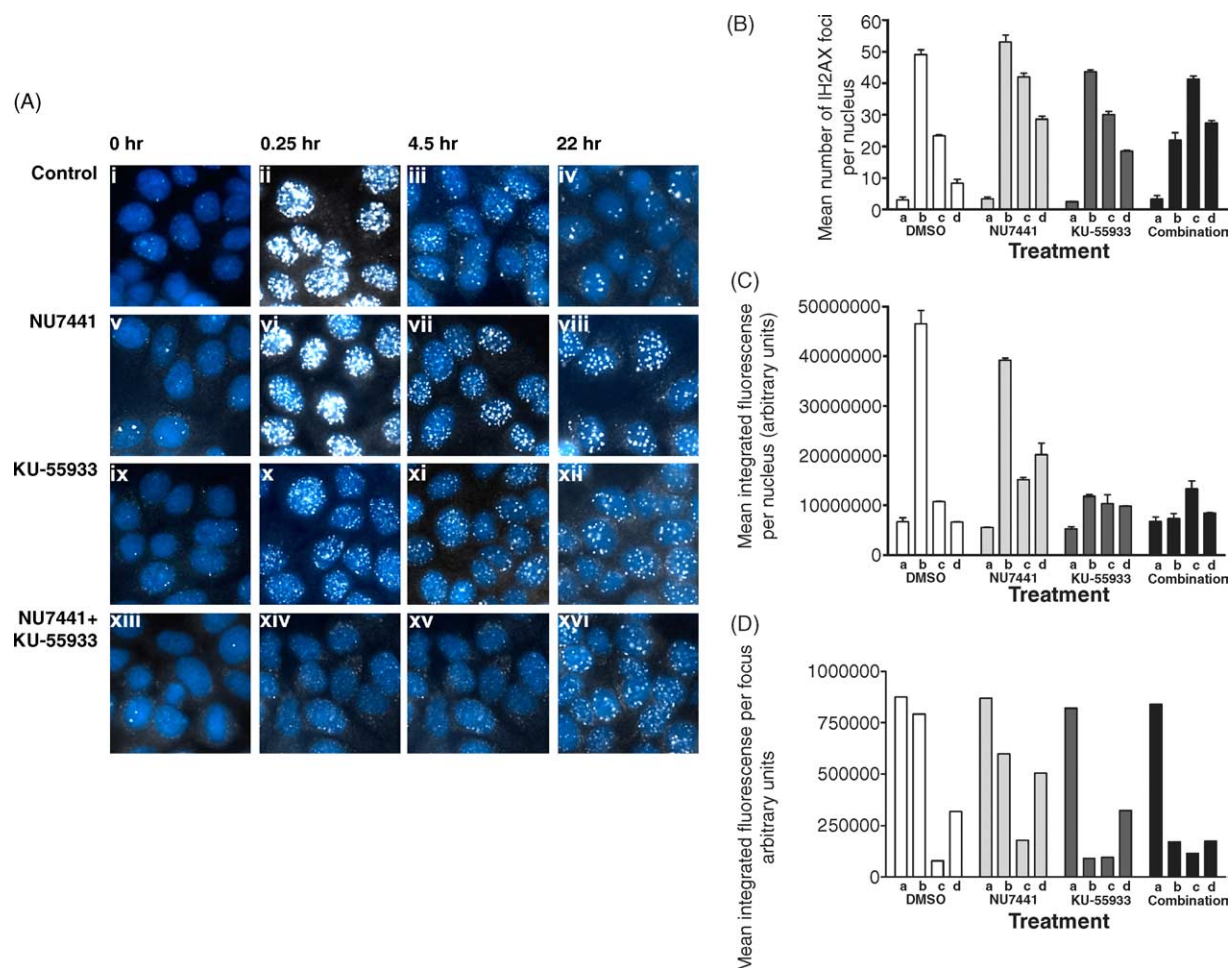 (A)
0 hr 0.25 hr 4.5 hr 22 hr
Control
i ii iii iv
NU7441
v vi vii viii
KU-55933
ix x xi xii
NU7441+
KU-55933
xiii xiv xv xvi
(B)
Mean number of IH2AX foci
per nucleus
60
50
40
30
20
10
0
a b c d a b c d a b c d a b c d
DMSO NU7441 KU-55933 Combination
Treatment
(C)
Mean integrated fluorescense
per nucleus (arbitrary units)
50000000
40000000
30000000
20000000
10000000
0
a b c d a b c d a b c d a b c d
DMSO NU7441 KU-55933 Combination
Treatment
(D)
Mean integrated fluorescense per focus
arbitrary units
1000000
750000
500000
250000
0
a b c d a b c d a b c d a b c d
DMSO NU7441 KU-55933 Combination
Treatment